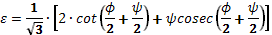 ε = 1/√3 · [2 · cot(ϕ/2 + ψ/2) + ψcosec(ϕ/2 + ψ/2)]